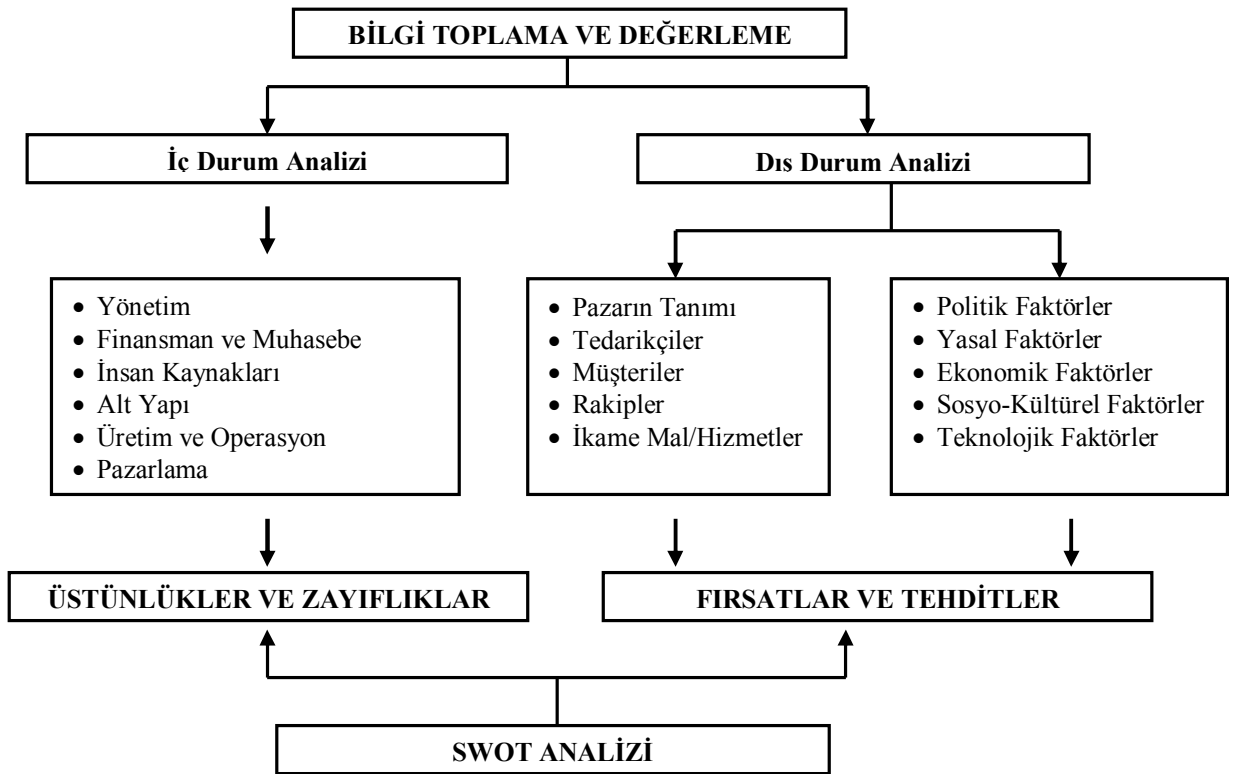 BİLGİ TOPLAMA VE DEĞERLEME
İç Durum Analizi
Dıs Durum Analizi
• Yönetim
• Finansman ve Muhasebe
• İnsan Kaynakları
• Alt Yapı
• Üretim ve Operasyon
• Pazarlama
• Pazarın Tanımı
• Tedarikçiler
• Müşteriler
• Rakipler
• İkame Mal/Hizmetler
• Politik Faktörler
• Yasal Faktörler
• Ekonomik Faktörler
• Sosyo-Kültürel Faktörler
• Teknolojik Faktörler
ÜSTÜNLÜKLER VE ZAYIFLIKLAR
FIRSATLAR VE TEHDİTLER
SWOT ANALİZİ